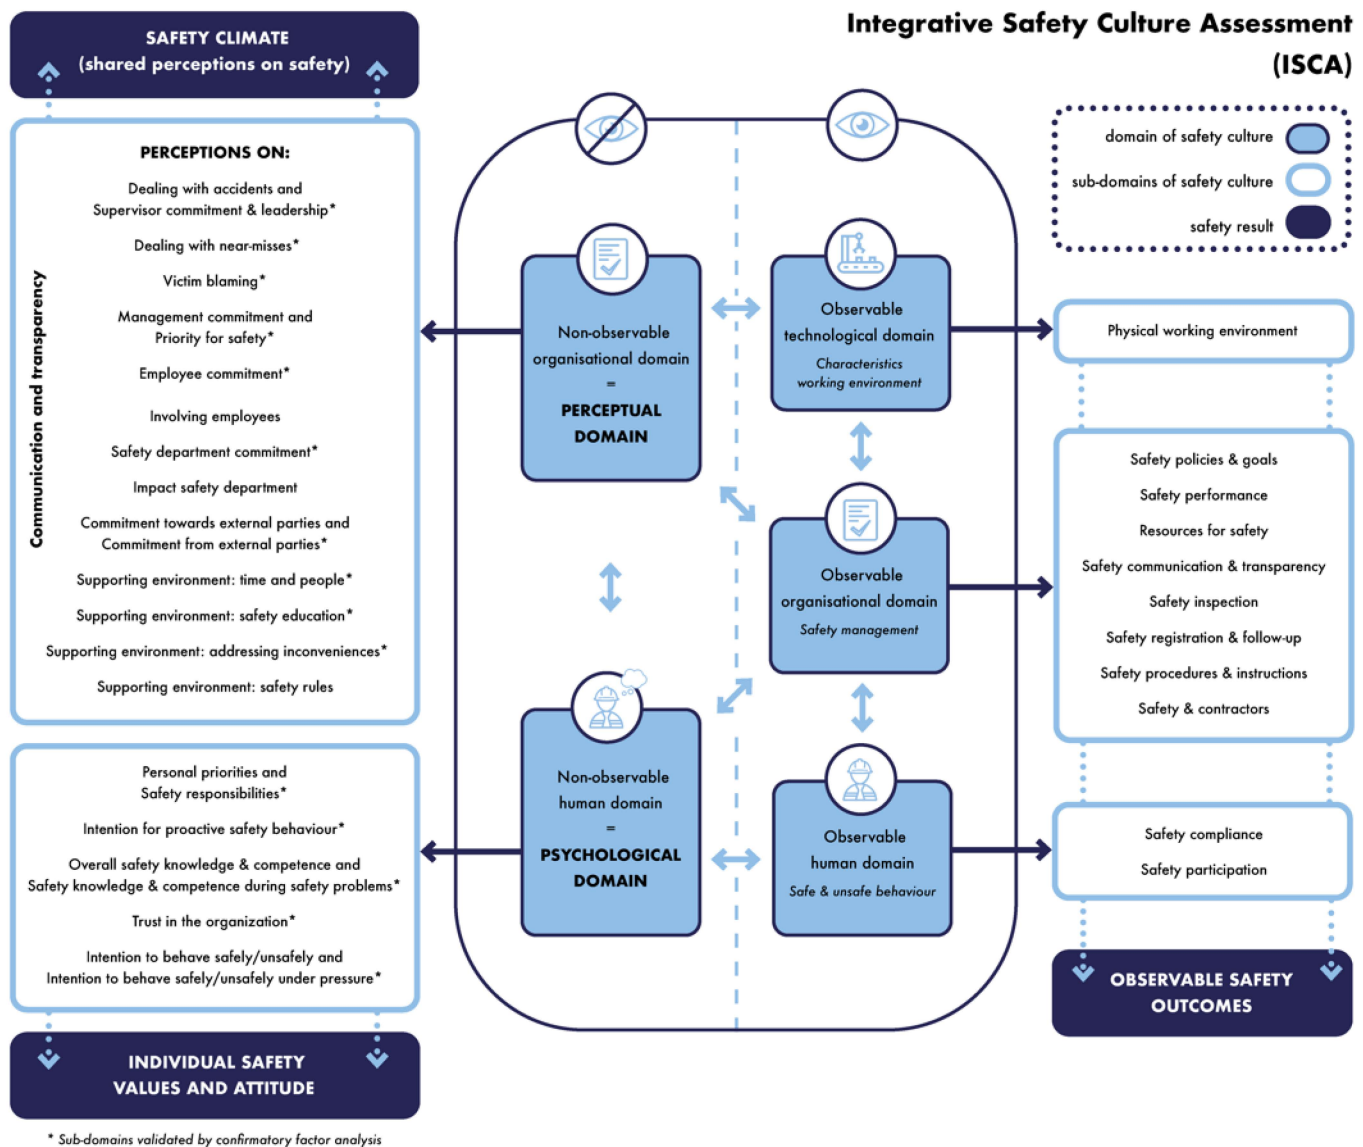 Integrative Safety Culture Assessment
(ISCA)
domain of safety culture
sub-domains of safety culture
safety result
SAFETY CLIMATE
(shared perceptions on safety)
Communication and transparency
PERCEPTIONS ON:
Dealing with accidents and
Supervisor commitment & leadership*
Dealing with near-misses*
Victim blaming*
Management commitment and
Priority for safety*
Employee commitment*
Involving employees
Safety department commitment*
Impact safety department
Commitment towards external parties and
Commitment from external parties*
Supporting environment: time and people*
Supporting environment: safety education*
Supporting environment: addressing inconveniences*
Supporting environment: safety rules
Personal priorities and
Safety responsibilities*
Intention for proactive safety behaviour*
Overall safety knowledge & competence and
Safety knowledge & competence during safety problems*
Trust in the organization*
Intention to behave safely/unsafely and
Intention to behave safely/unsafely under pressure*
INDIVIDUAL SAFETY
VALUES AND ATTITUDE
* Sub-domains validated by confirmatory factor analysis
Non-observable
organisational domain
=
PERCEPTUAL
DOMAIN
Non-observable
human domain
=
PSYCHOLOGICAL
DOMAIN
Observable
technological domain
Characteristics
working environment
Observable
organisational domain
Safety management
Observable
human domain
Safe & unsafe behaviour
Physical working environment
Safety policies & goals
Safety performance
Resources for safety
Safety communication & transparency
Safety inspection
Safety registration & follow-up
Safety procedures & instructions
Safety & contractors
Safety compliance
Safety participation
OBSERVABLE SAFETY
OUTCOMES